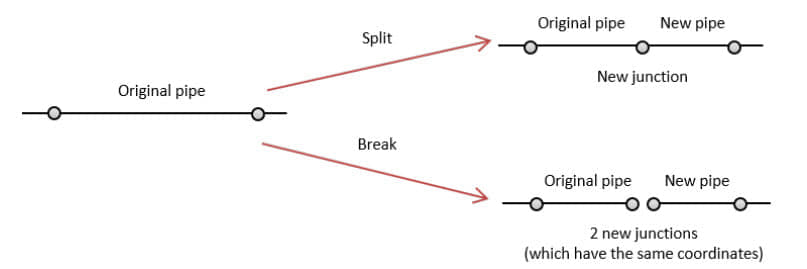 Original pipe
Split
Original pipe New pipe
New junction
Break
Original pipe New pipe
2 new junctions
(which have the same coordinates)